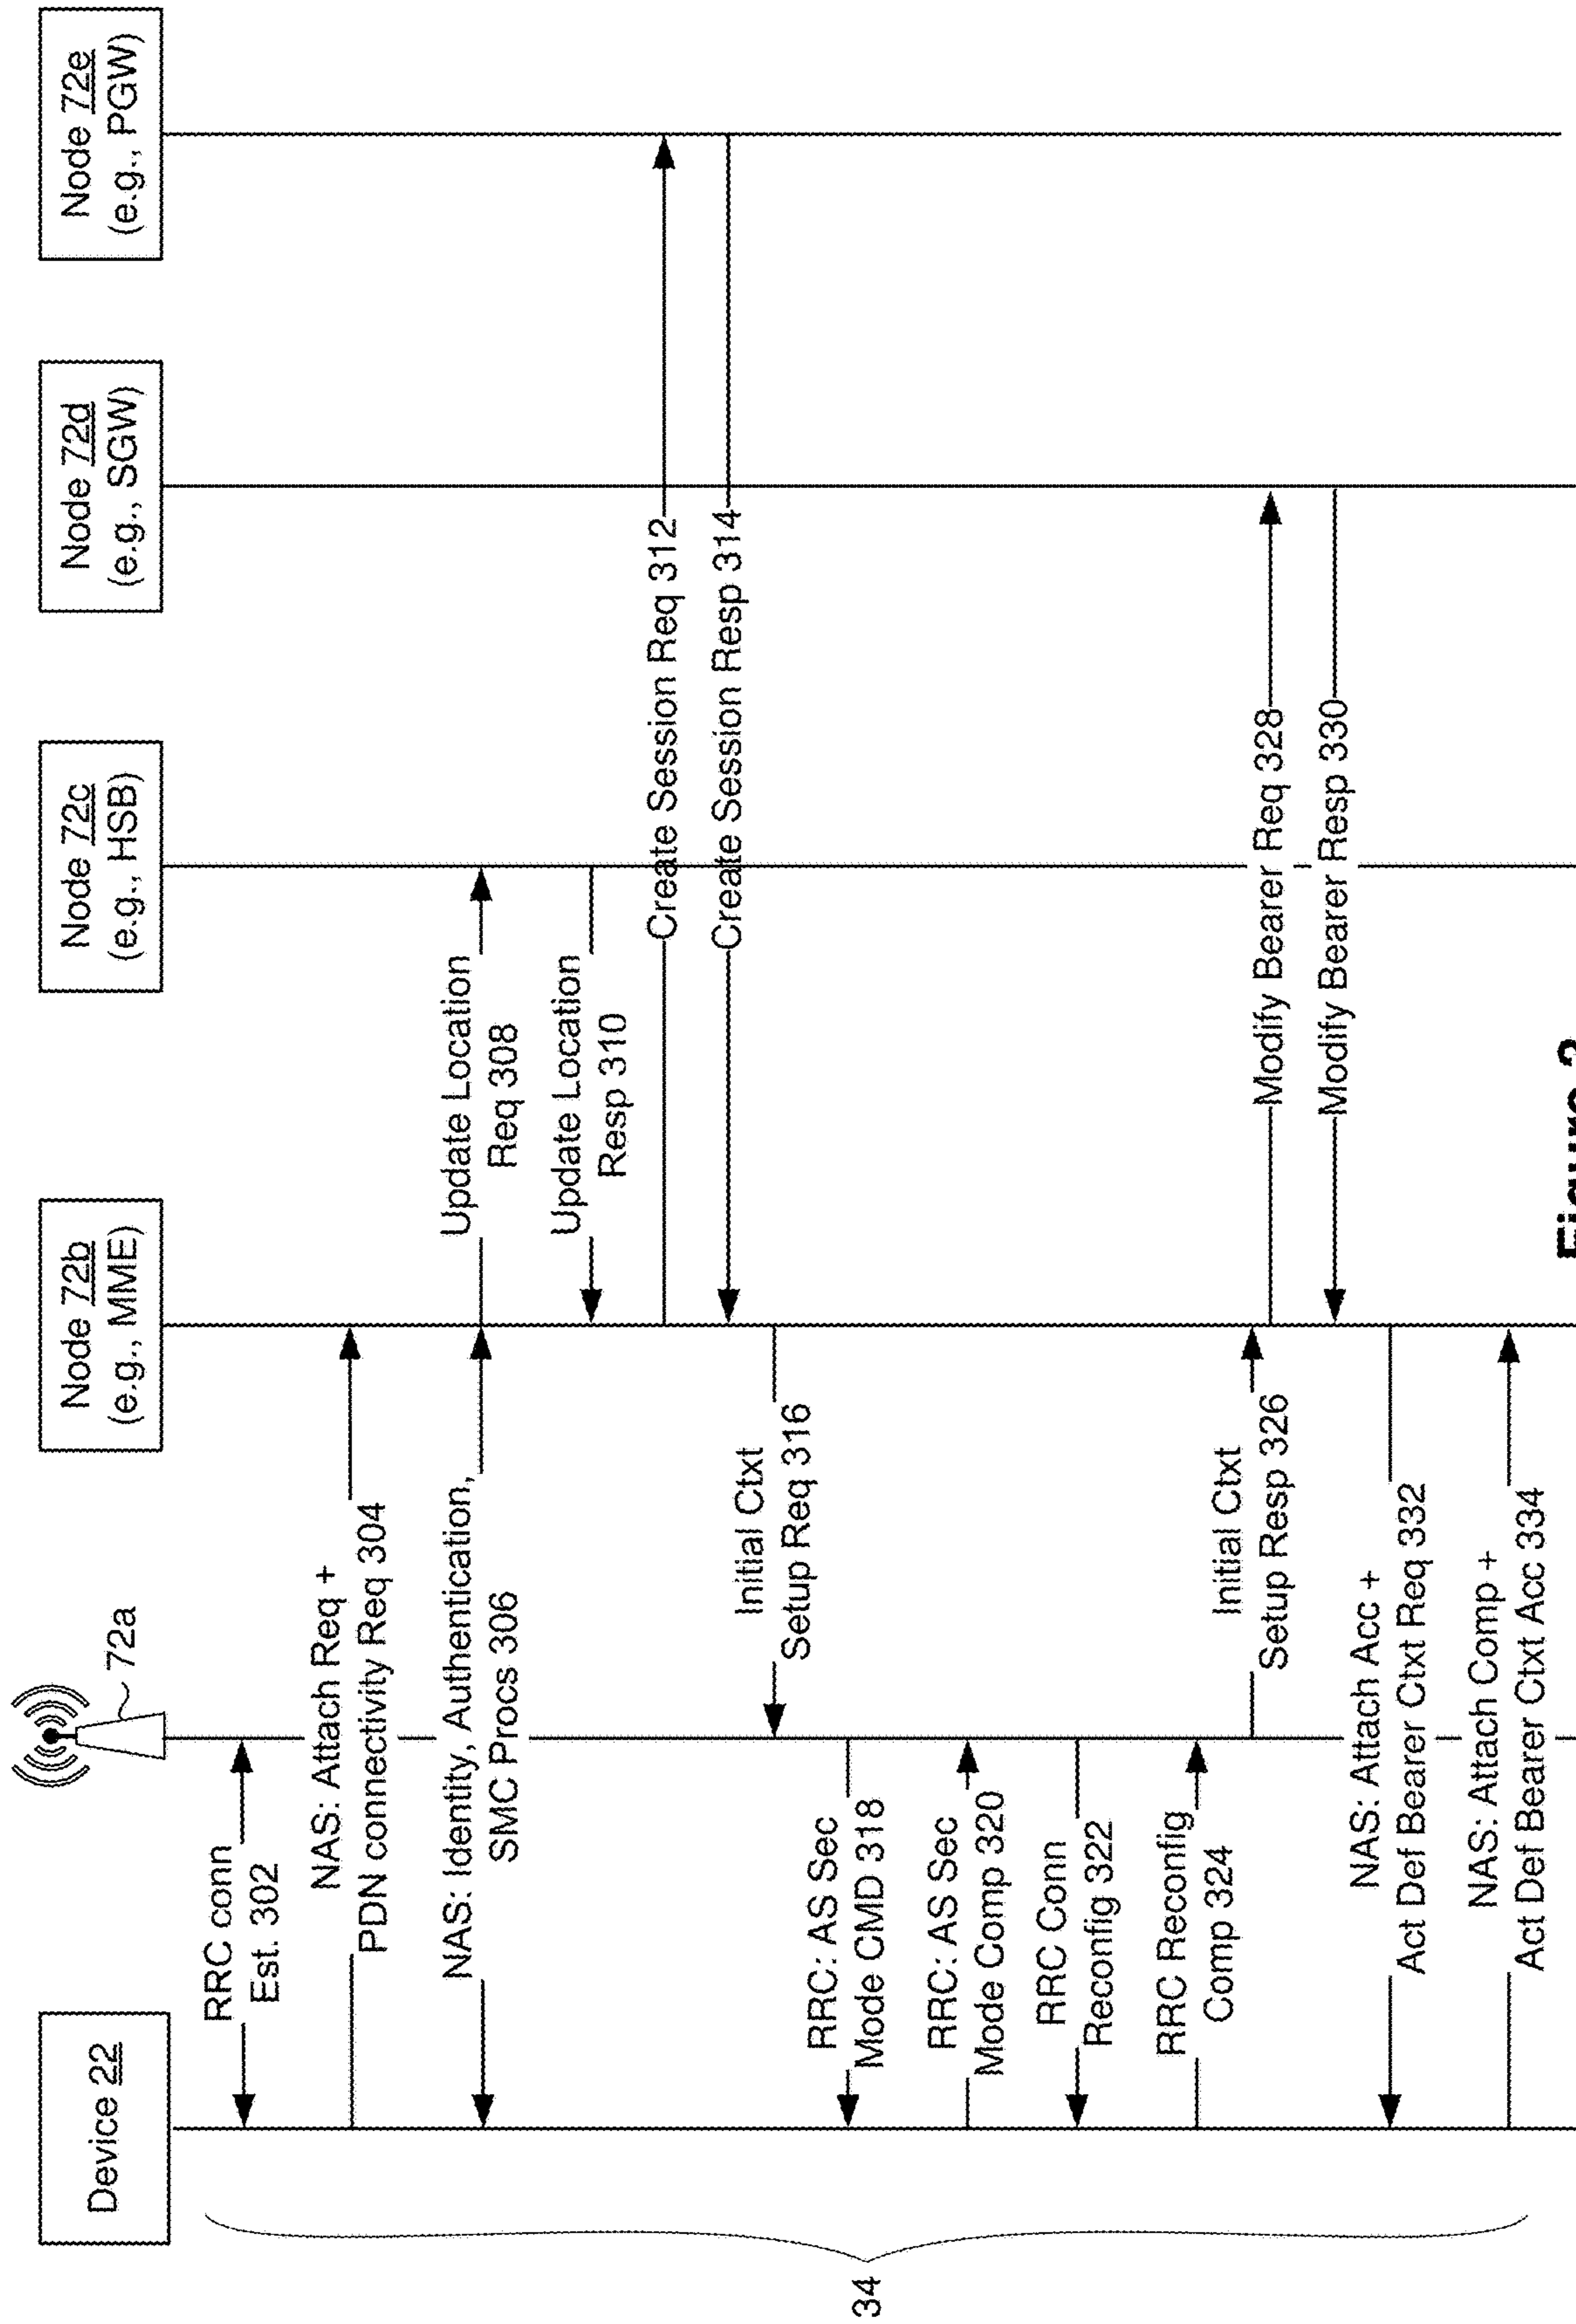 Device 22
72a
Node 72b
(e.g., MME)
Node 72c
(e.g., HSB)
Node 72d
(e.g., SGW)
Node 72e
(e.g., PGW)
34
RRC conn
Est. 302
NAS: Attach Req +
PDN connectivity Req 304
NAS: Identity, Authentication,
SMC Procs 306
Update Location
Req 308
Update Location
Resp 310
Create Session Req 312
Create Session Resp 314
Initial Ctxt
Setup Req 316
RRC: AS Sec
Mode CMD 318
RRC: AS Sec
Mode Comp 320
RRC Conn
Reconfig 322
RRC Reconfig
Comp 324
Initial Ctxt
Setup Resp 326
Modify Bearer Req 328
Modify Bearer Resp 330
NAS: Attach Acc +
Act Def Bearer Ctxt Req 332
NAS: Attach Comp +
Act Def Bearer Ctxt Acc 334
Figure